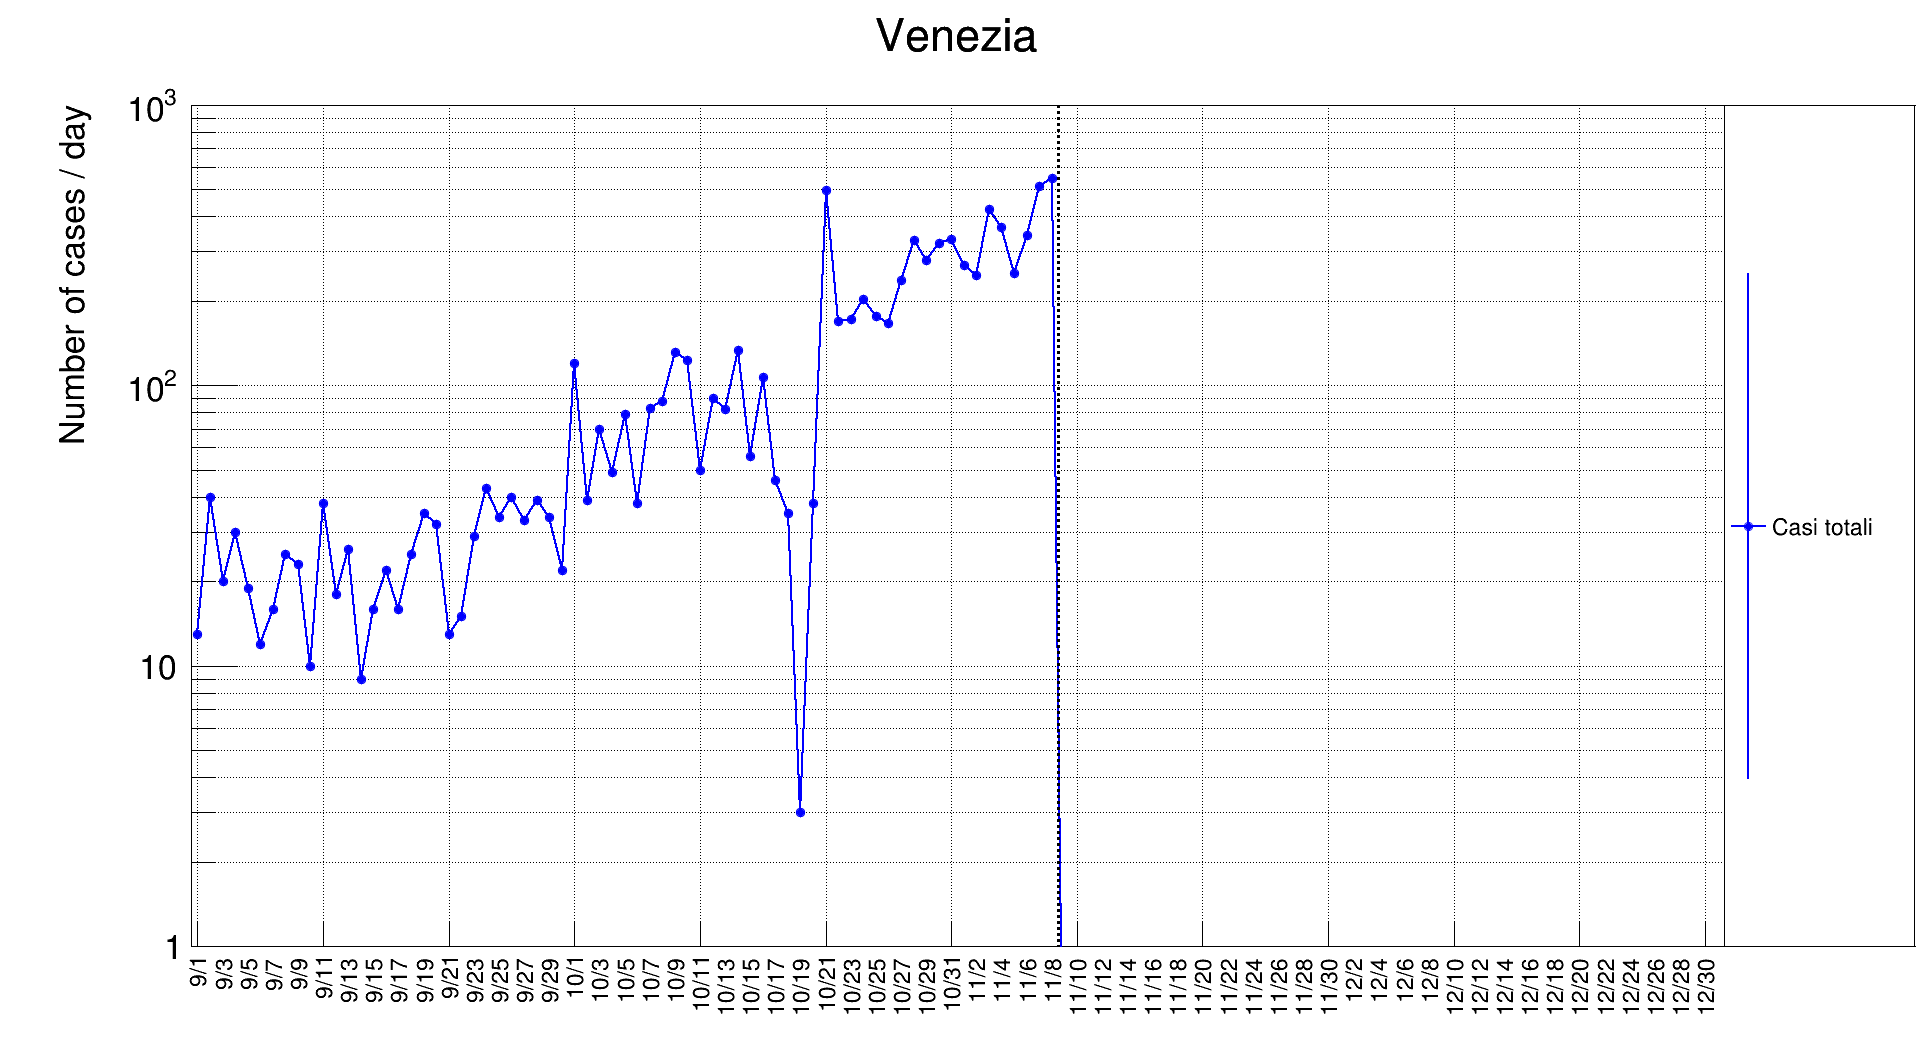 Venezia
Number of cases / day
10³
10²
10
1
9/1 9/3 9/5 9/7 9/9 9/11 9/13 9/15 9/17 9/19 9/21 9/23 9/25 9/27 9/29 10/1 10/3 10/5 10/7 10/9 10/11 10/13 10/15 10/17 10/19 10/21 10/23 10/25 10/27 10/29 10/31 11/2 11/4 11/6 11/8 11/10 11/12 11/14 11/16 11/18 11/20 11/22 11/24 11/26 11/28 11/30 12/2 12/4 12/6 12/8 12/10 12/12 12/14 12/16 12/18 12/20 12/22 12/24 12/26 12/28 12/30
Casi totali